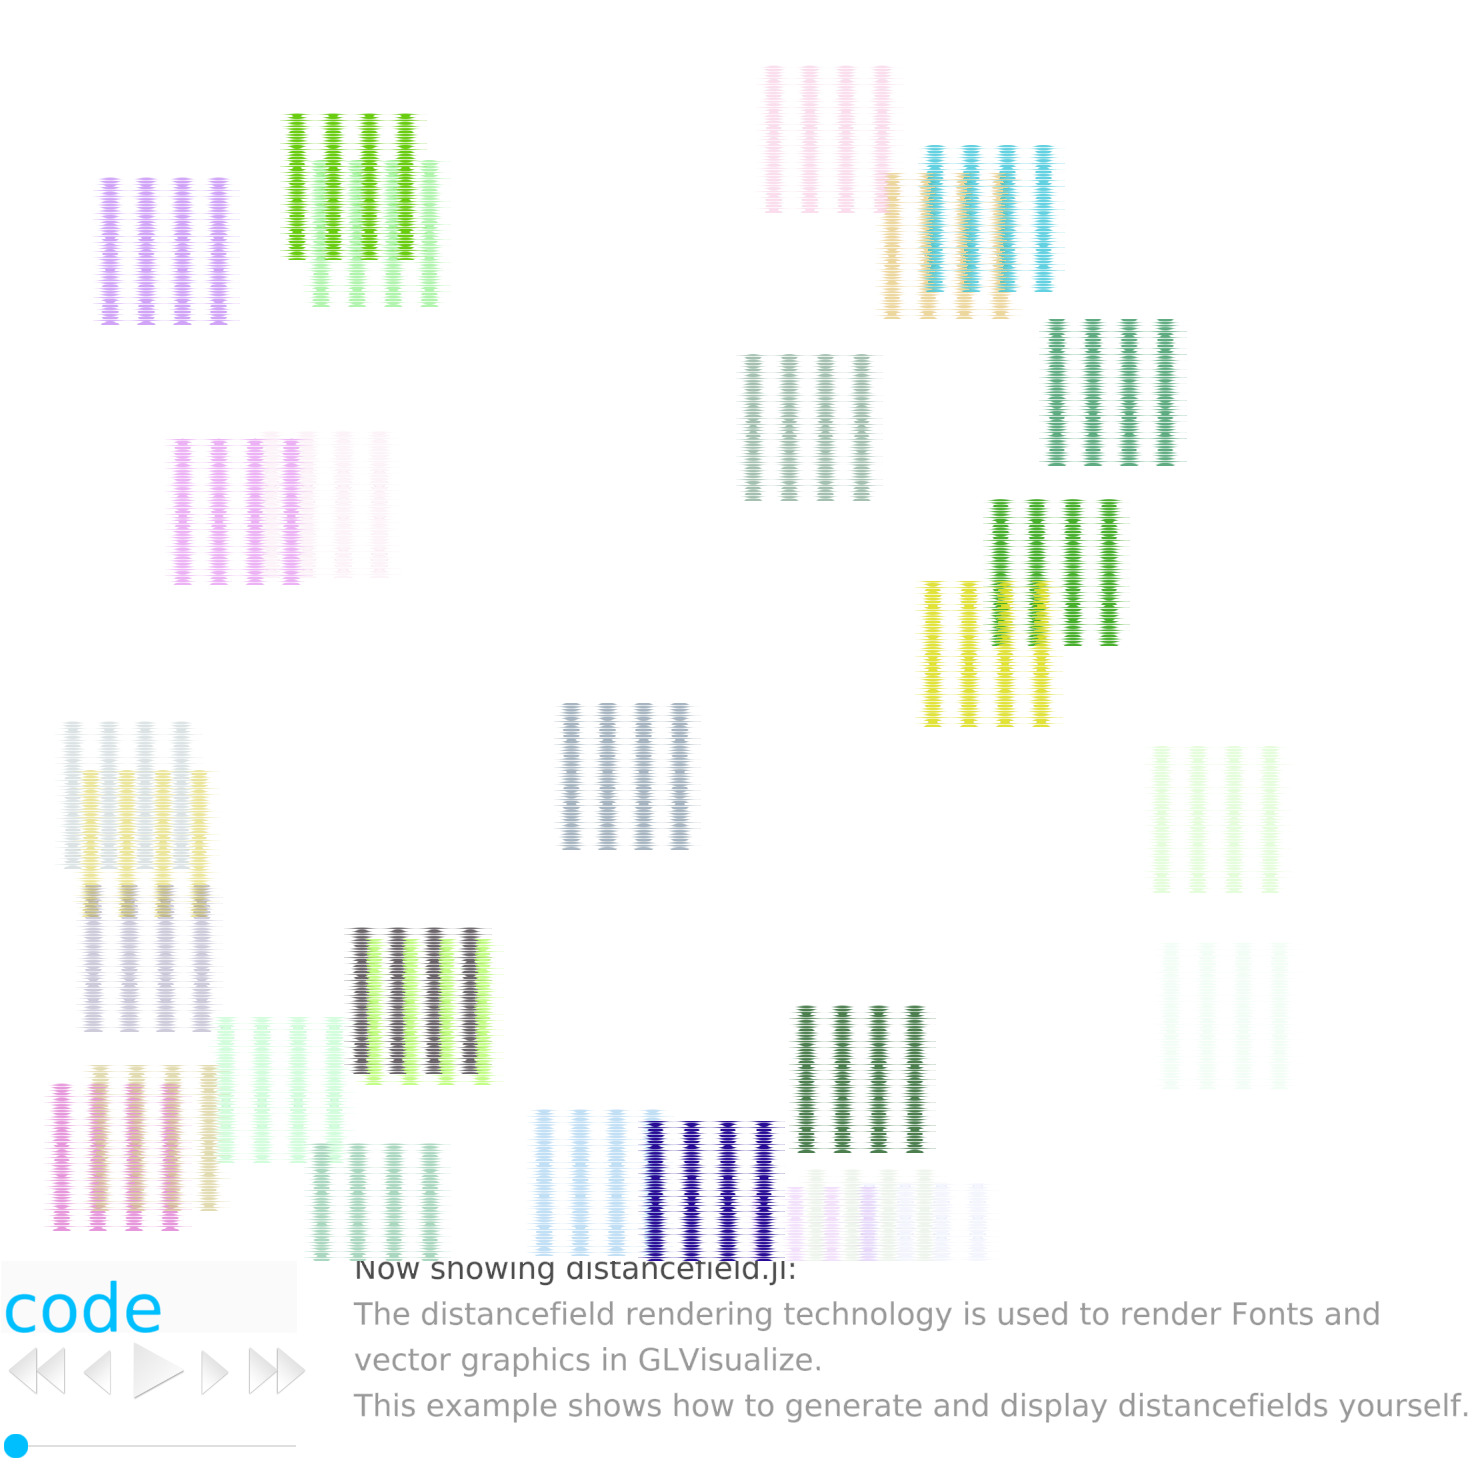 Now showing distancefield.jl:
code
The distancefield rendering technology is used to render Fonts and
vector graphics in GLVisualize.
This example shows how to generate and display distancefields yourself.